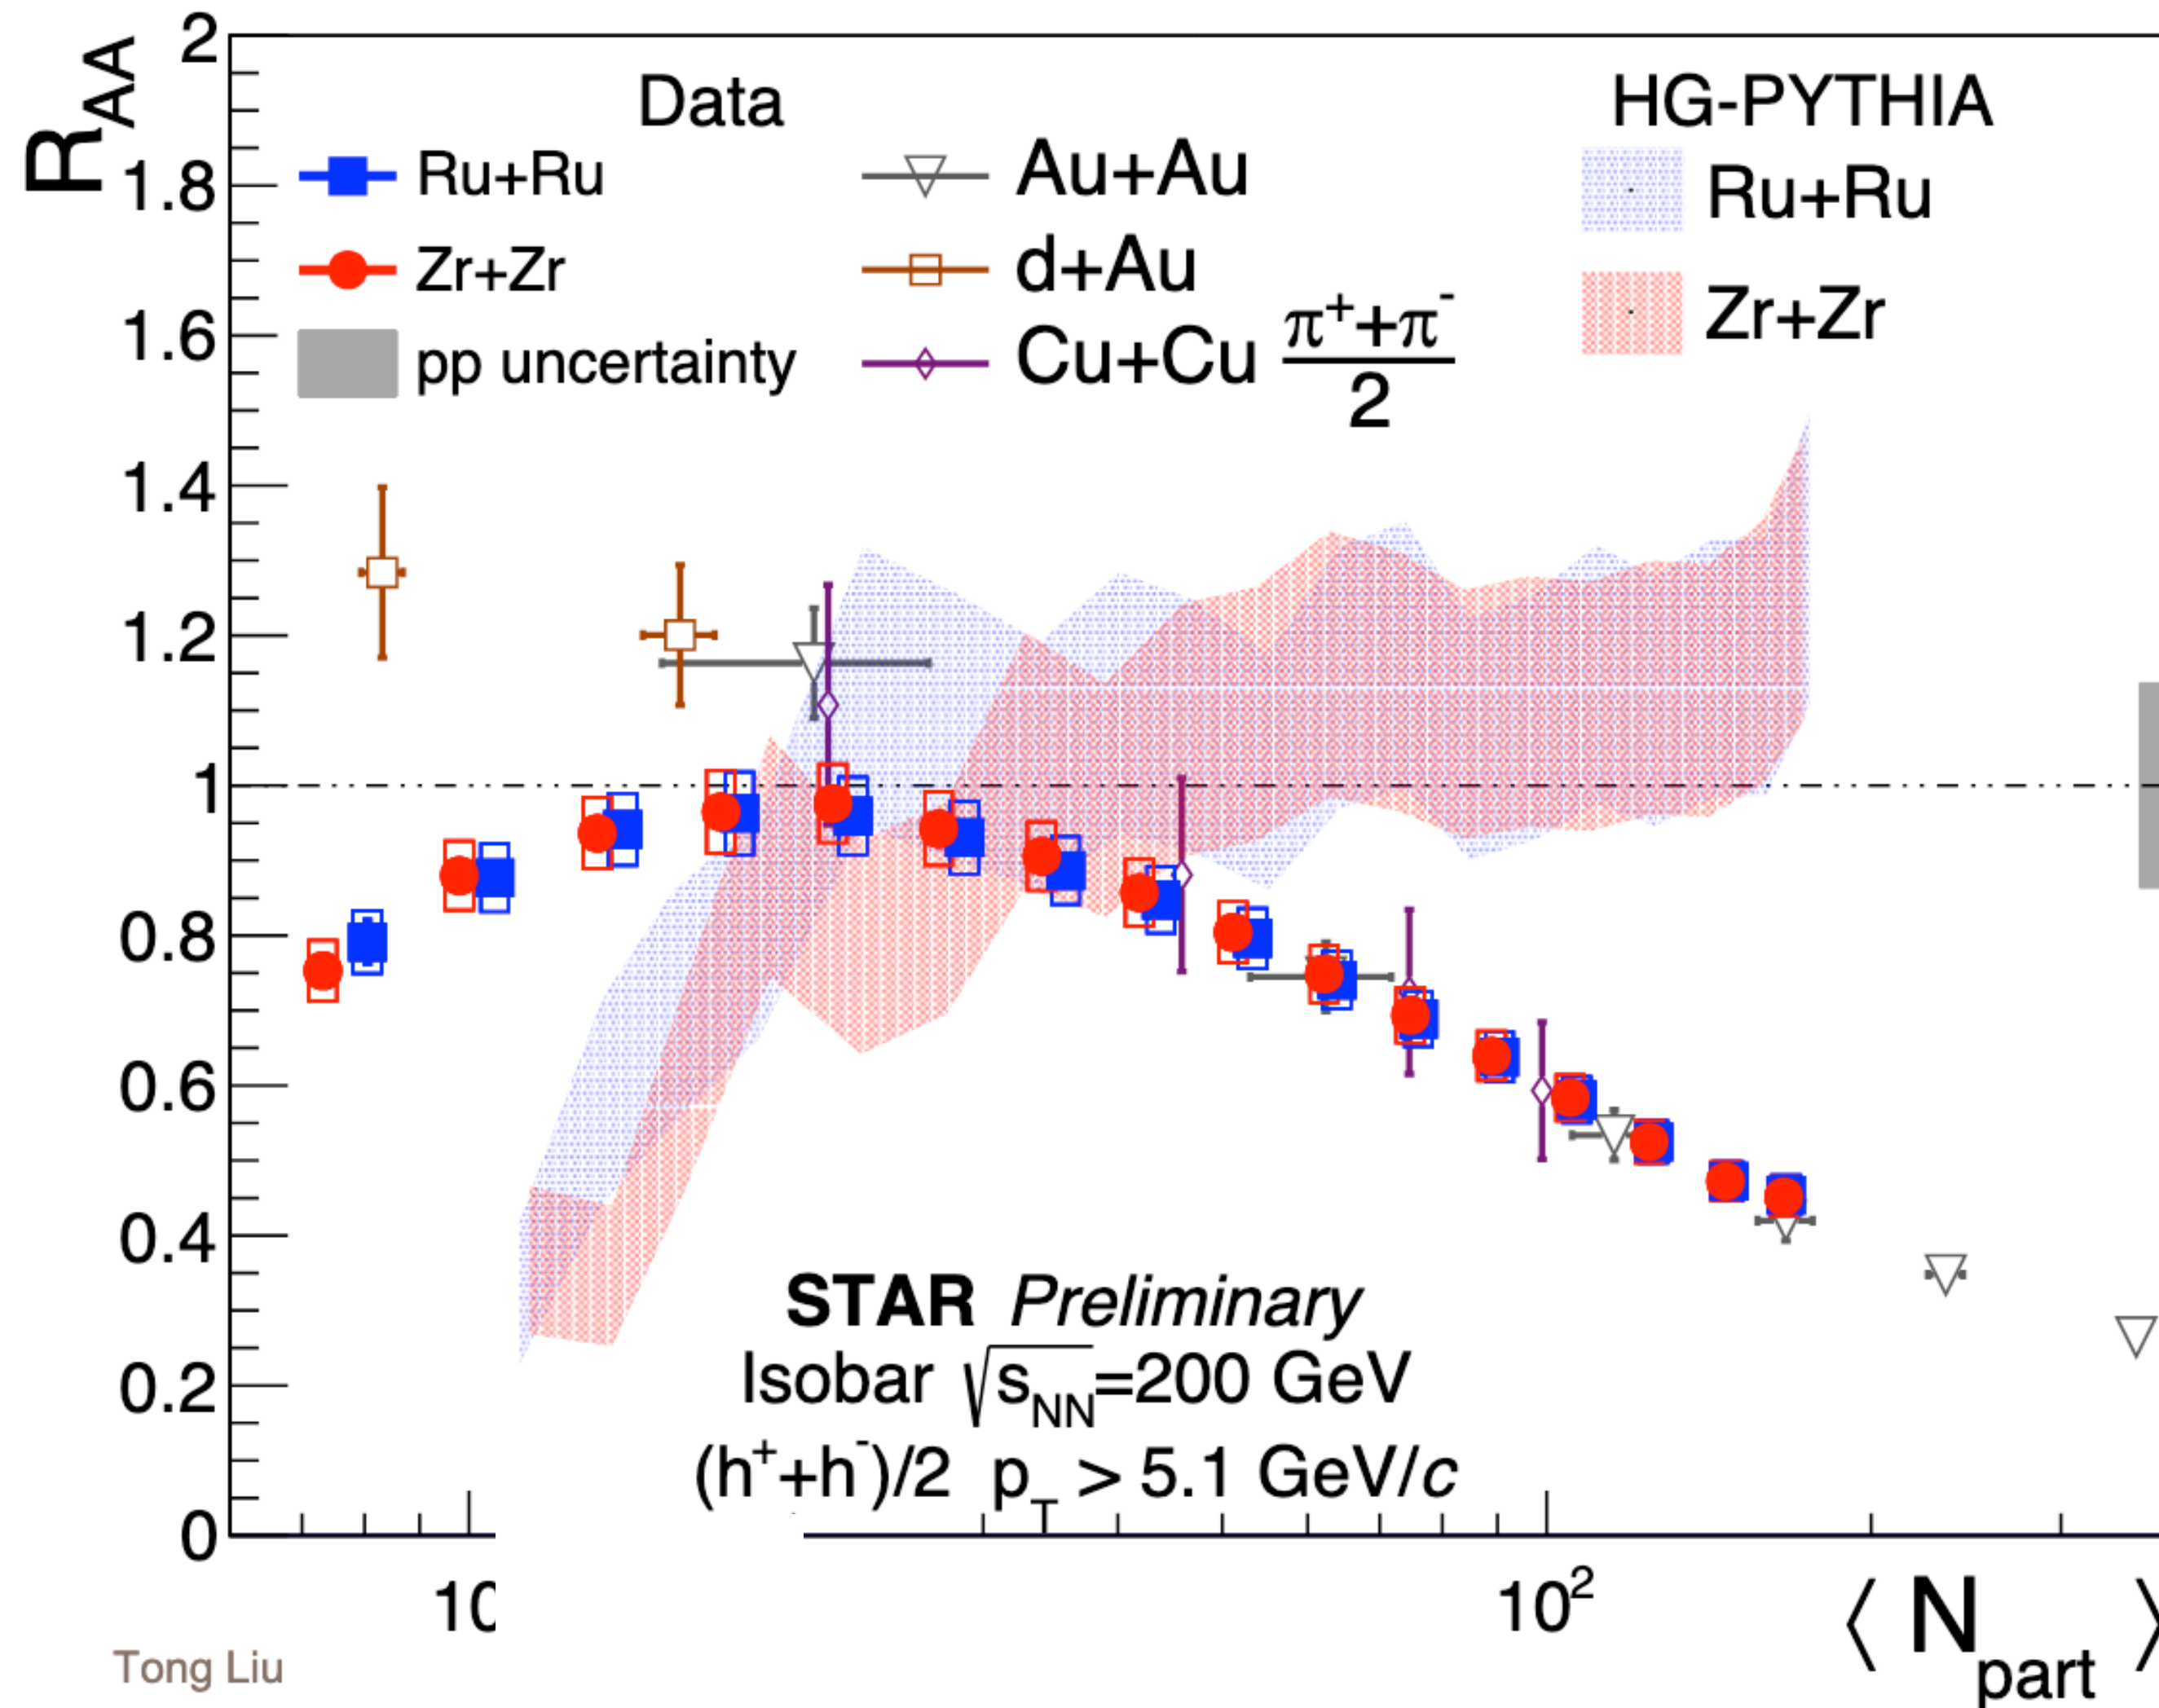 R_AA
2
1.8
1.6
1.4
1.2
1
0.8
0.6
0.4
0.2
0
Data
Ru+Ru
Zr+Zr
pp uncertainty
Au+Au
d+Au
Cu+Cu (π⁺+π⁻)/2
HG-PYTHIA
Ru+Ru
Zr+Zr
STAR Preliminary
Isobar √s_NN=200 GeV
(h⁺+h⁻)/2 p_T > 5.1 GeV/c
10
10²
⟨ N_part ⟩
Tong Liu